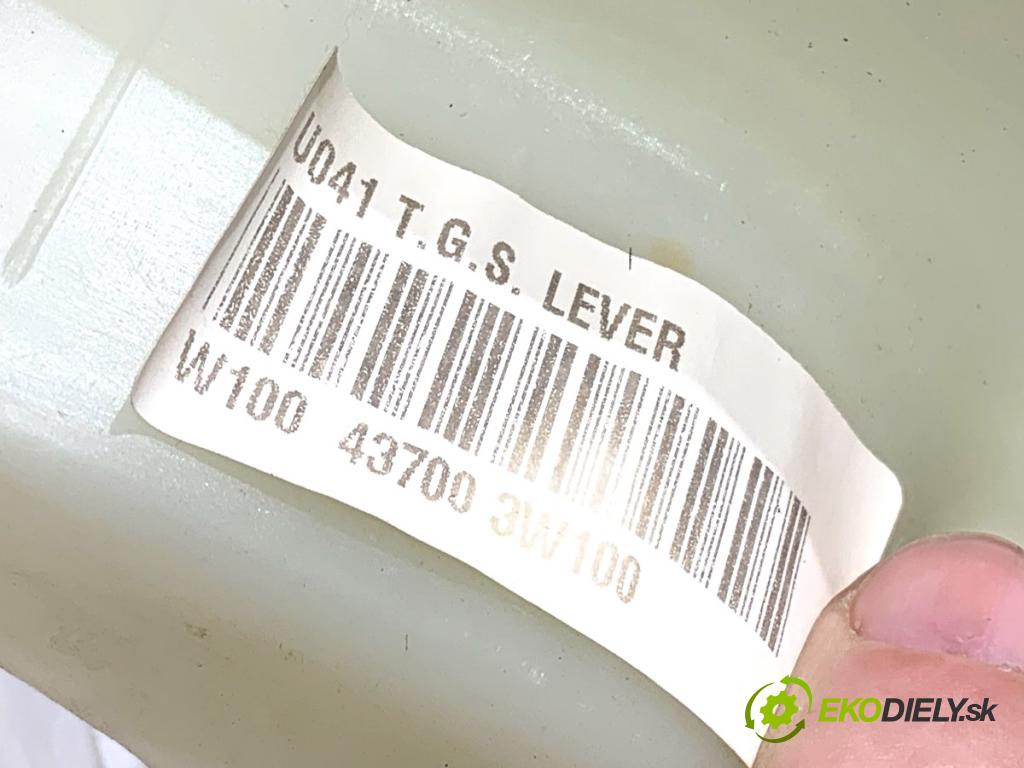 U041 T.G.S. LEVER
W100 43700 3W100
EKODIELY.sk